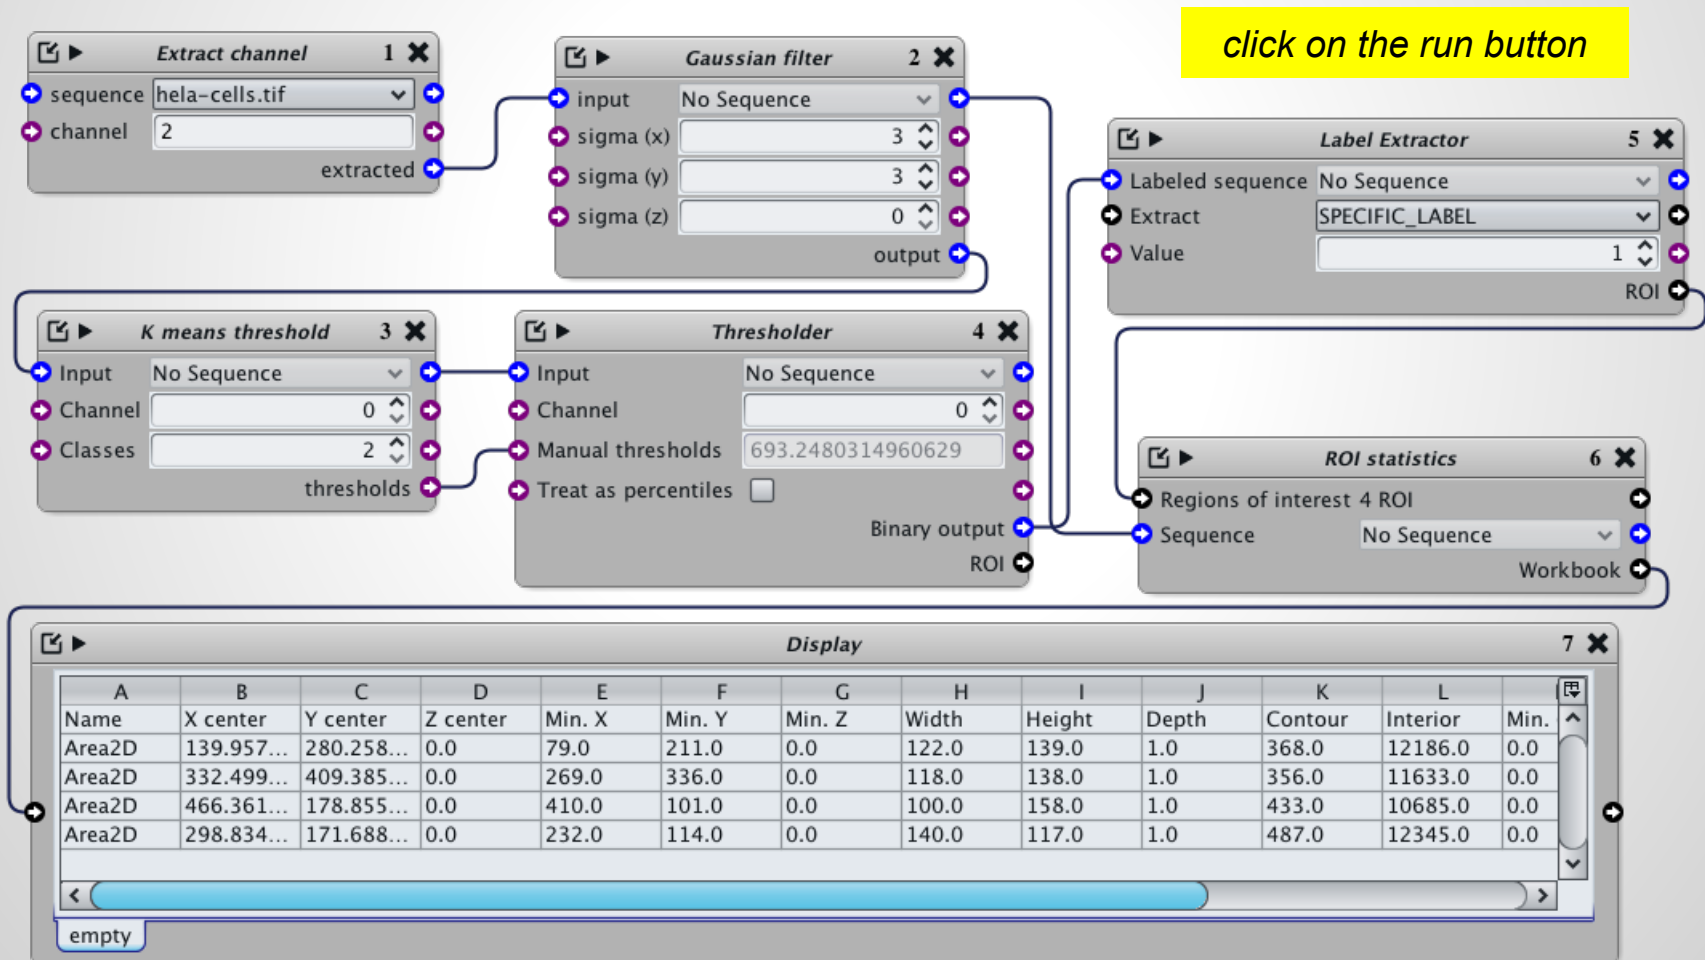 click on the run button
Extract channel 1
sequence hela-cells.tif
channel 2
extracted
Gaussian filter 2
input No Sequence
sigma (x) 3
sigma (y) 3
sigma (z) 0
output
K means threshold 3
Input No Sequence
Channel 0
Classes 2
thresholds
Thresholder 4
Input No Sequence
Channel 0
Manual thresholds 693.2480314960629
Treat as percentiles
Binary output
ROI
Label Extractor 5
Labeled sequence No Sequence
Extract SPECIFIC_LABEL
Value 1
ROI
ROI statistics 6
Regions of interest 4 ROI
Sequence No Sequence
Workbook
Display 7
A B C D E F G H I J K L
Name X center Y center Z center Min. X Min. Y Min. Z Width Height Depth Contour Interior Min.
Area2D 139.957... 280.258... 0.0 79.0 211.0 0.0 122.0 139.0 1.0 368.0 12186.0 0.0
Area2D 332.499... 409.385... 0.0 269.0 336.0 0.0 118.0 138.0 1.0 356.0 11633.0 0.0
Area2D 466.361... 178.855... 0.0 410.0 101.0 0.0 100.0 158.0 1.0 433.0 10685.0 0.0
Area2D 298.834... 171.688... 0.0 232.0 114.0 0.0 140.0 117.0 1.0 487.0 12345.0 0.0
empty